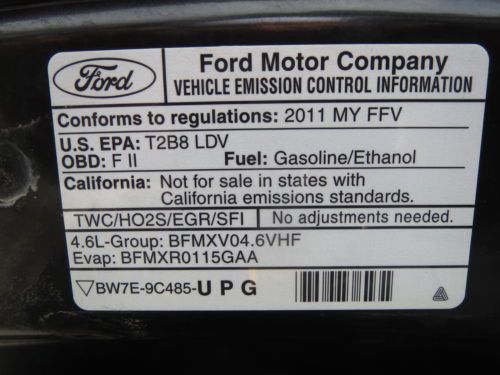 Ford
Ford Motor Company
VEHICLE EMISSION CONTROL INFORMATION
Conforms to regulations: 2011 MY FFV
U.S. EPA: T2B8 LDV
OBD: F II Fuel: Gasoline/Ethanol
California: Not for sale in states with
California emissions standards.
TWC/HO2S/EGR/SFI No adjustments needed.
4.6L-Group: BFMXV04.6VHF
Evap: BFMXR0115GAA
BW7E-9C485-U P G